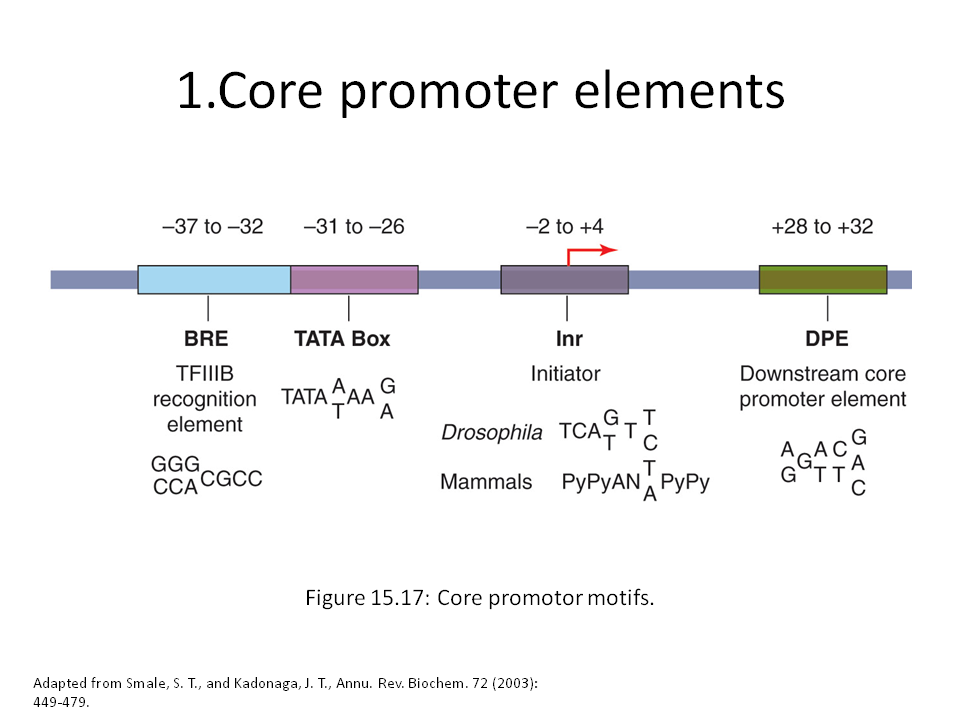 1.Core promoter elements
–37 to –32
–31 to –26
–2 to +4
+28 to +32
BRE
TFIIIB
recognition
element
GGG
CCA
CGCC
TATA Box
TATA
A
T
AA
G
A
Inr
Initiator
Drosophila
TCA
G
T
T
T
C
Mammals
PyPyAN
T
A
PyPy
DPE
Downstream core
promoter element
A
G
G
A
T
C
T
G
A
C
Figure 15.17: Core promotor motifs.
Adapted from Smale, S. T., and Kadonaga, J. T., Annu. Rev. Biochem. 72 (2003):
449-479.